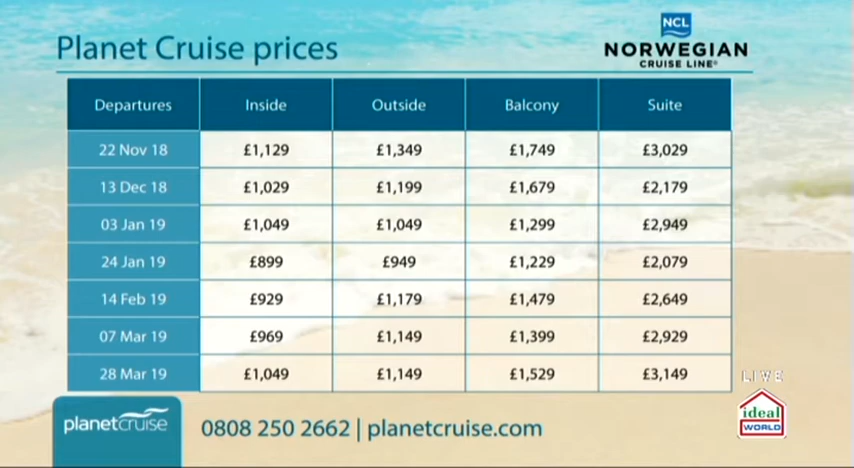 Planet Cruise prices
NCL
NORWEGIAN
CRUISE LINE®
Departures Inside Outside Balcony Suite
22 Nov 18 £1,129 £1,349 £1,749 £3,029
13 Dec 18 £1,029 £1,199 £1,679 £2,179
03 Jan 19 £1,049 £1,049 £1,299 £2,949
24 Jan 19 £899 £949 £1,229 £2,079
14 Feb 19 £929 £1,179 £1,479 £2,649
07 Mar 19 £969 £1,149 £1,399 £2,929
28 Mar 19 £1,049 £1,149 £1,529 £3,149
LIVE
ideal
WORLD
planetcruise
0808 250 2662 | planetcruise.com